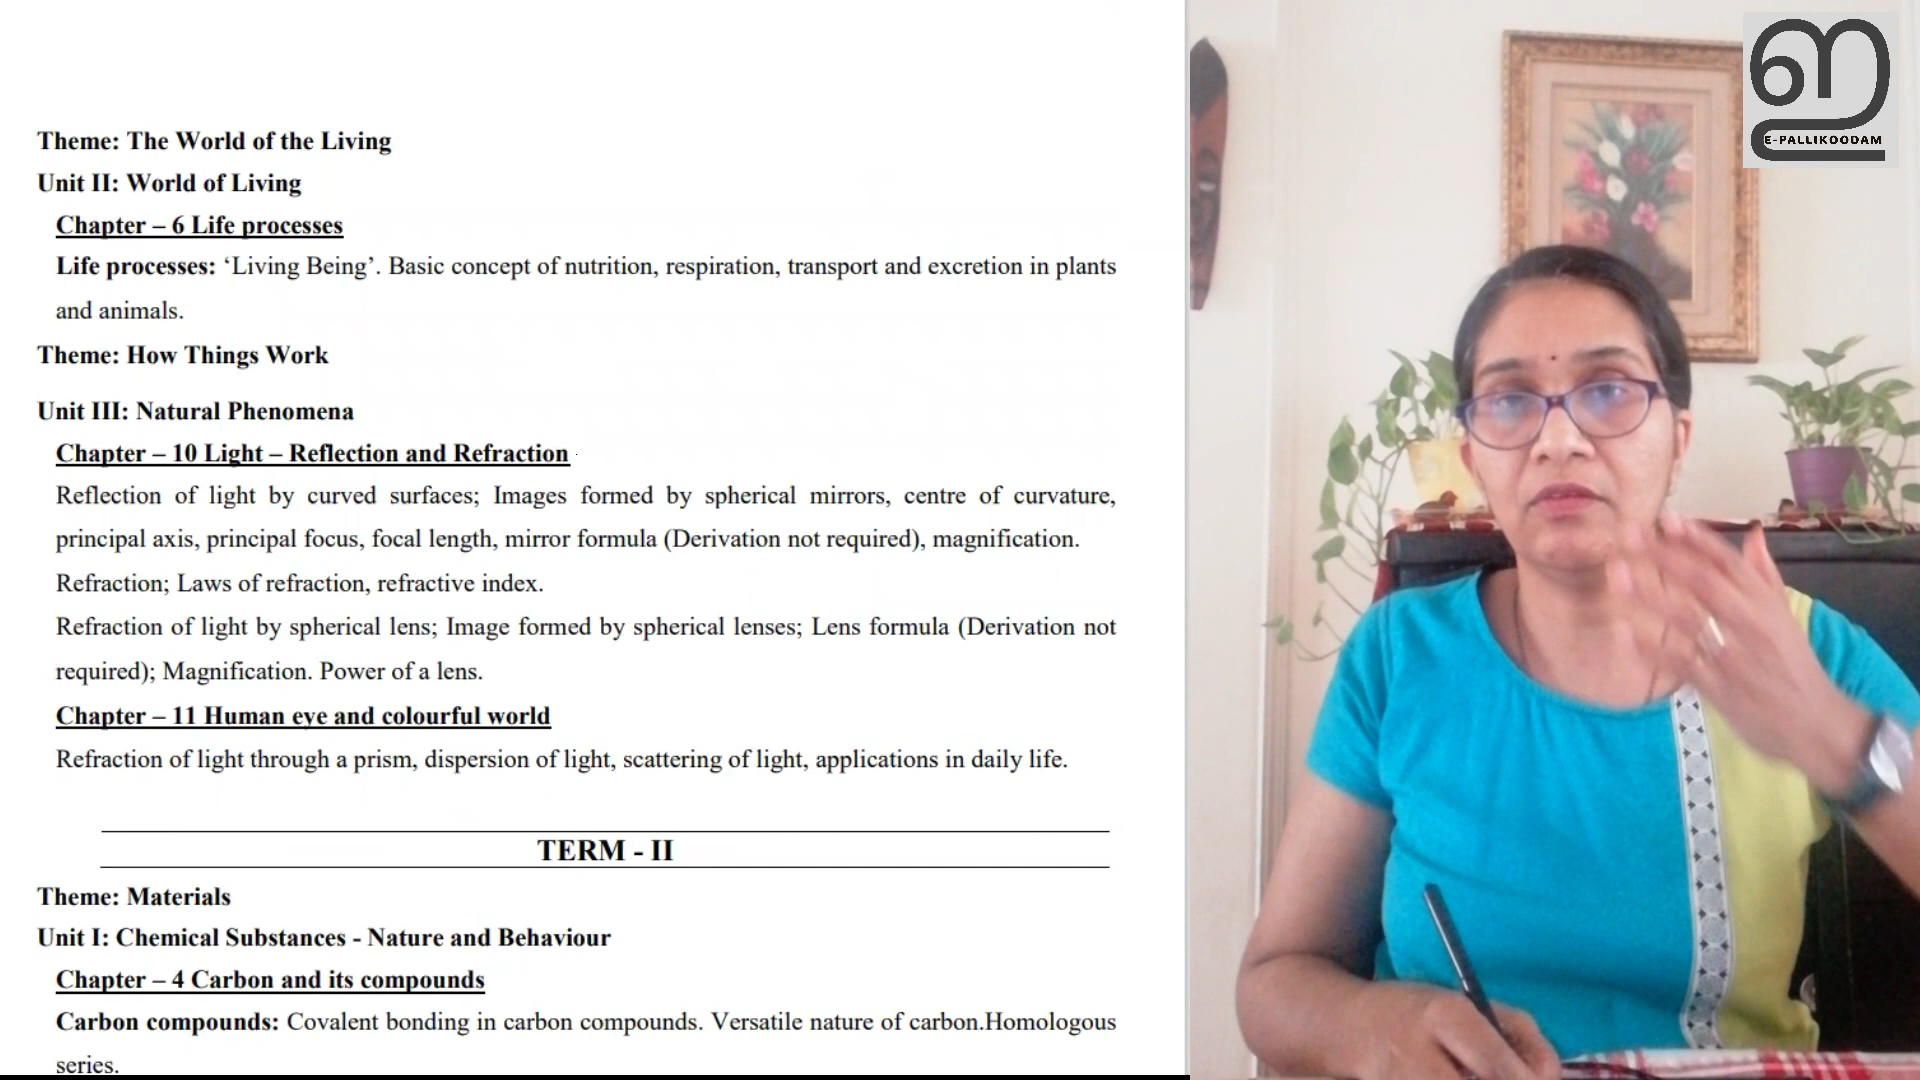 Theme: The World of the Living
Unit II: World of Living
Chapter – 6 Life processes
Life processes: ‘Living Being’. Basic concept of nutrition, respiration, transport and excretion in plants
and animals.
Theme: How Things Work
Unit III: Natural Phenomena
Chapter – 10 Light – Reflection and Refraction
Reflection of light by curved surfaces; Images formed by spherical mirrors, centre of curvature,
principal axis, principal focus, focal length, mirror formula (Derivation not required), magnification.
Refraction; Laws of refraction, refractive index.
Refraction of light by spherical lens; Image formed by spherical lenses; Lens formula (Derivation not
required); Magnification. Power of a lens.
Chapter – 11 Human eye and colourful world
Refraction of light through a prism, dispersion of light, scattering of light, applications in daily life.
TERM - II
Theme: Materials
Unit I: Chemical Substances - Nature and Behaviour
Chapter – 4 Carbon and its compounds
Carbon compounds: Covalent bonding in carbon compounds. Versatile nature of carbon.Homologous
series.
ഇ
E-PALLIKOODAM